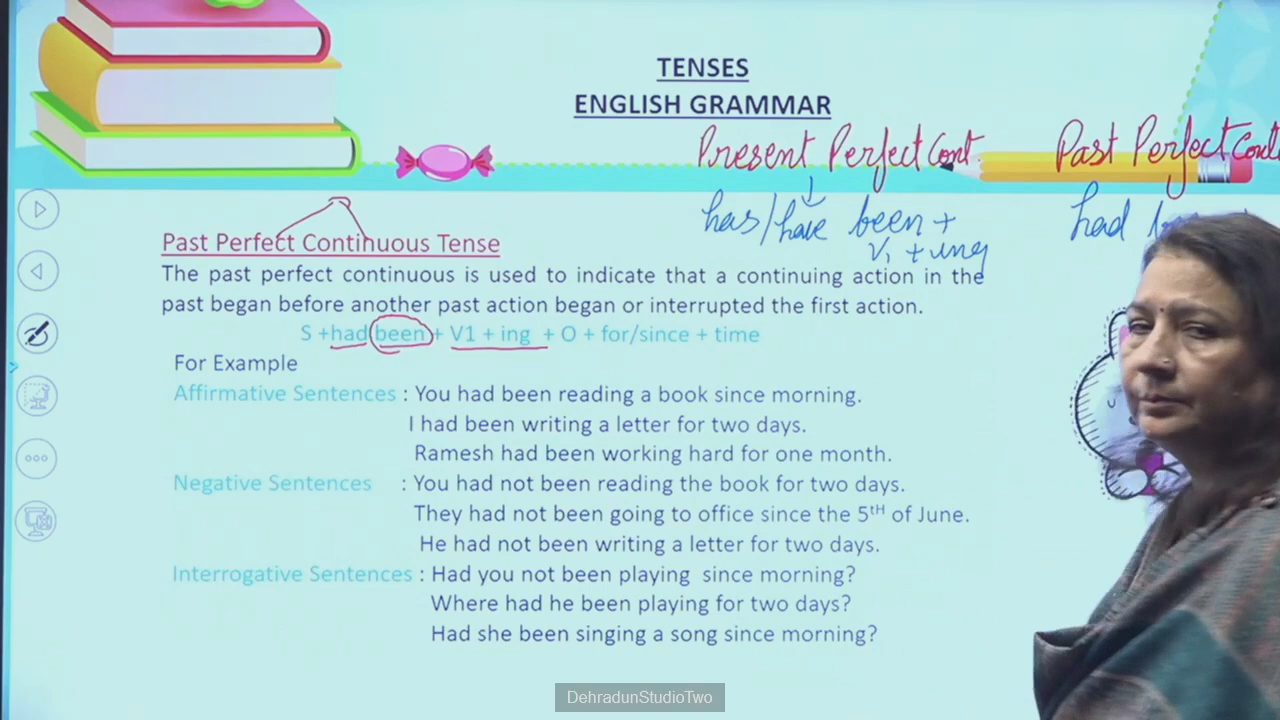 TENSES
ENGLISH GRAMMAR
Present Perfect Cont. Past Perfect
has/have been + had
V1 + ing
Past Perfect Continuous Tense
The past perfect continuous is used to indicate that a continuing action in the
past began before another past action began or interrupted the first action.
S +had been + V1 + ing + O + for/since + time
For Example
Affirmative Sentences : You had been reading a book since morning.
I had been writing a letter for two days.
Ramesh had been working hard for one month.
Negative Sentences : You had not been reading the book for two days.
They had not been going to office since the 5TH of June.
He had not been writing a letter for two days.
Interrogative Sentences : Had you not been playing since morning?
Where had he been playing for two days?
Had she been singing a song since morning?
DehradunStudioTwo